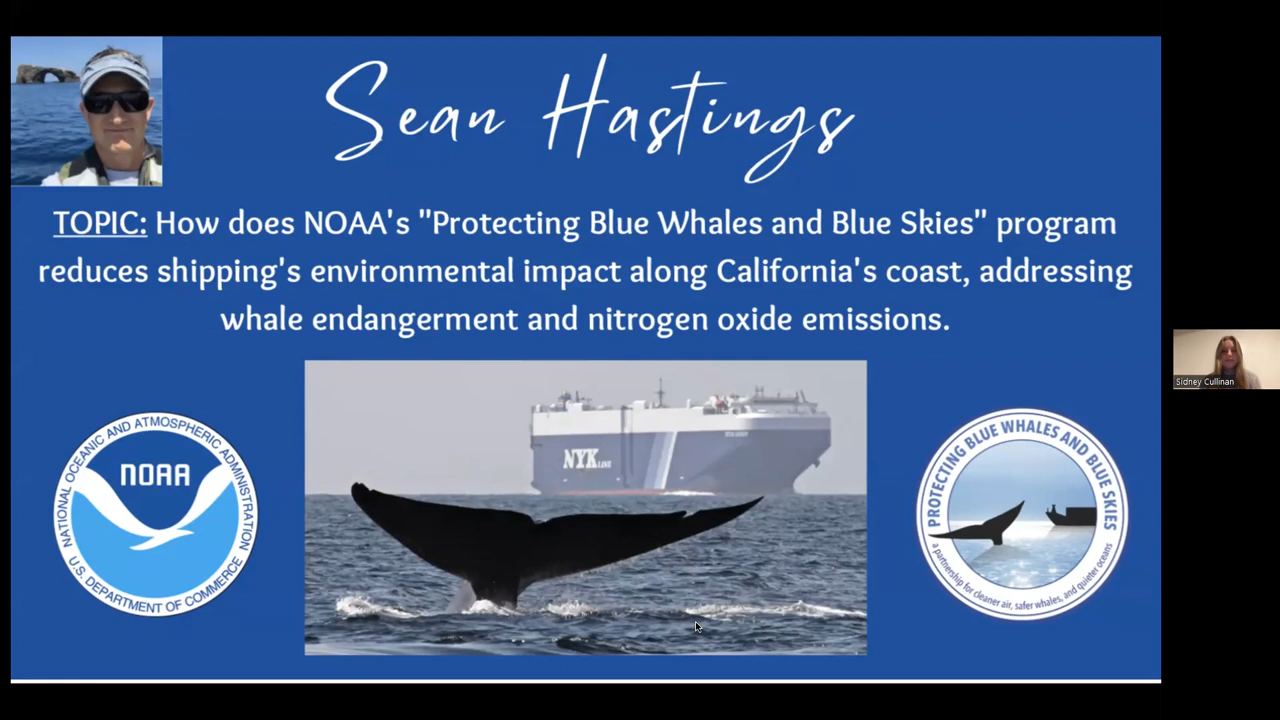 Sean Hastings
TOPIC: How does NOAA's "Protecting Blue Whales and Blue Skies" program
reduces shipping's environmental impact along California's coast, addressing
whale endangerment and nitrogen oxide emissions.
NATIONAL OCEANIC AND ATMOSPHERIC ADMINISTRATION
NOAA
U.S. DEPARTMENT OF COMMERCE
NYK LINE
PROTECTING BLUE WHALES AND BLUE SKIES
a partnership for cleaner air, safer whales, and quieter oceans
Sidney Cullinan